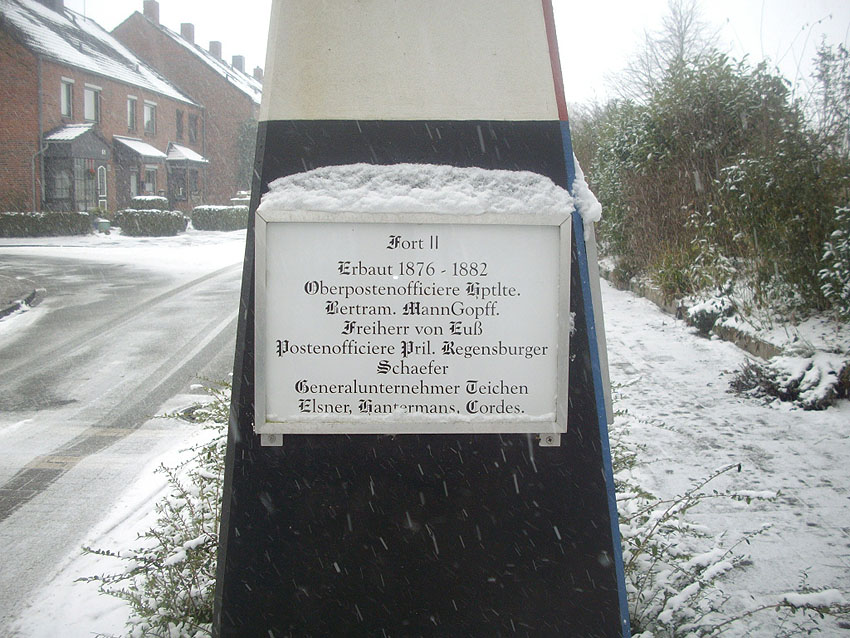 Fort II
Erbaut 1876 - 1882
Oberpostenofficiere Hptlte.
Bertram. MannGopff.
Freiherr von Euß
Postenofficiere Pril. Regensburger
Schaefer
Generalunternehmer Teichen
Elsner, Hantermans, Cordes.